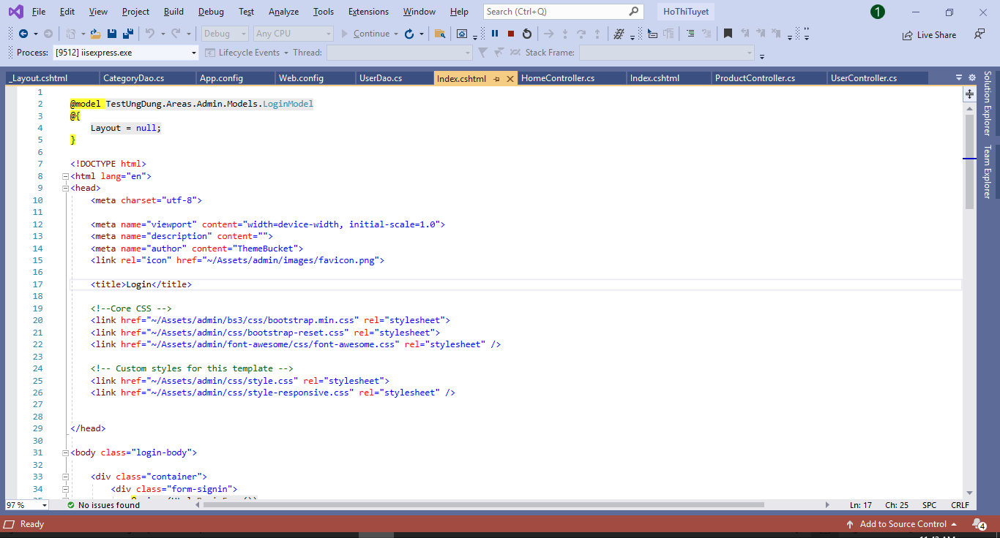 File Edit View Project Build Debug Test Analyze Tools Extensions Window Help Search (Ctrl+Q) HoThiTuyet 1
Debug Any CPU Continue Live Share
Process: [9512] iisexpress.exe Lifecycle Events Thread: Stack Frame:
_Layout.cshtml CategoryDao.cs App.config Web.config UserDao.cs Index.cshtml HomeController.cs Index.cshtml ProductController.cs UserController.cs
Solution Explorer
Team Explorer
1
2 @model TestUngDung.Areas.Admin.Models.LoginModel
3 @{
4 Layout = null;
5 }
6
7 <!DOCTYPE html>
8 <html lang="en">
9 <head>
10 <meta charset="utf-8">
11
12 <meta name="viewport" content="width=device-width, initial-scale=1.0">
13 <meta name="description" content="">
14 <meta name="author" content="ThemeBucket">
15 <link rel="icon" href="~/Assets/admin/images/favicon.png">
16
17 <title>Login</title>
18
19 <!--Core CSS -->
20 <link href="~/Assets/admin/bs3/css/bootstrap.min.css" rel="stylesheet">
21 <link href="~/Assets/admin/css/bootstrap-reset.css" rel="stylesheet">
22 <link href="~/Assets/admin/font-awesome/css/font-awesome.css" rel="stylesheet" />
23
24 <!-- Custom styles for this template -->
25 <link href="~/Assets/admin/css/style.css" rel="stylesheet">
26 <link href="~/Assets/admin/css/style-responsive.css" rel="stylesheet" />
27
28
29 </head>
30
31 <body class="login-body">
32
33 <div class="container">
34 <div class="form-signin">
97 % No issues found Ln: 17 Ch: 25 SPC CRLF
Ready Add to Source Control 4